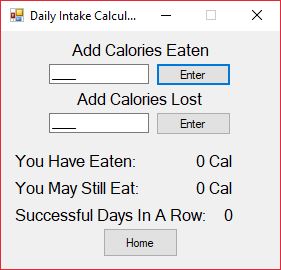 Daily Intake Calcul...
Add Calories Eaten
____ Enter
Add Calories Lost
____ Enter
You Have Eaten: 0 Cal
You May Still Eat: 0 Cal
Successful Days In A Row: 0
Home